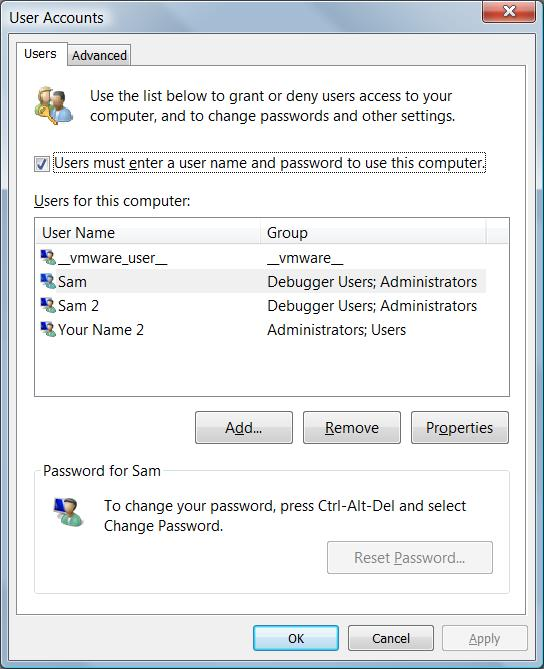 User Accounts
Users Advanced
Use the list below to grant or deny users access to your
computer, and to change passwords and other settings.
Users must enter a user name and password to use this computer.
Users for this computer:
User Name Group
__vmware_user__ __vmware__
Sam Debugger Users; Administrators
Sam 2 Debugger Users; Administrators
Your Name 2 Administrators; Users
Add... Remove Properties
Password for Sam
To change your password, press Ctrl-Alt-Del and select
Change Password.
Reset Password...
OK Cancel Apply